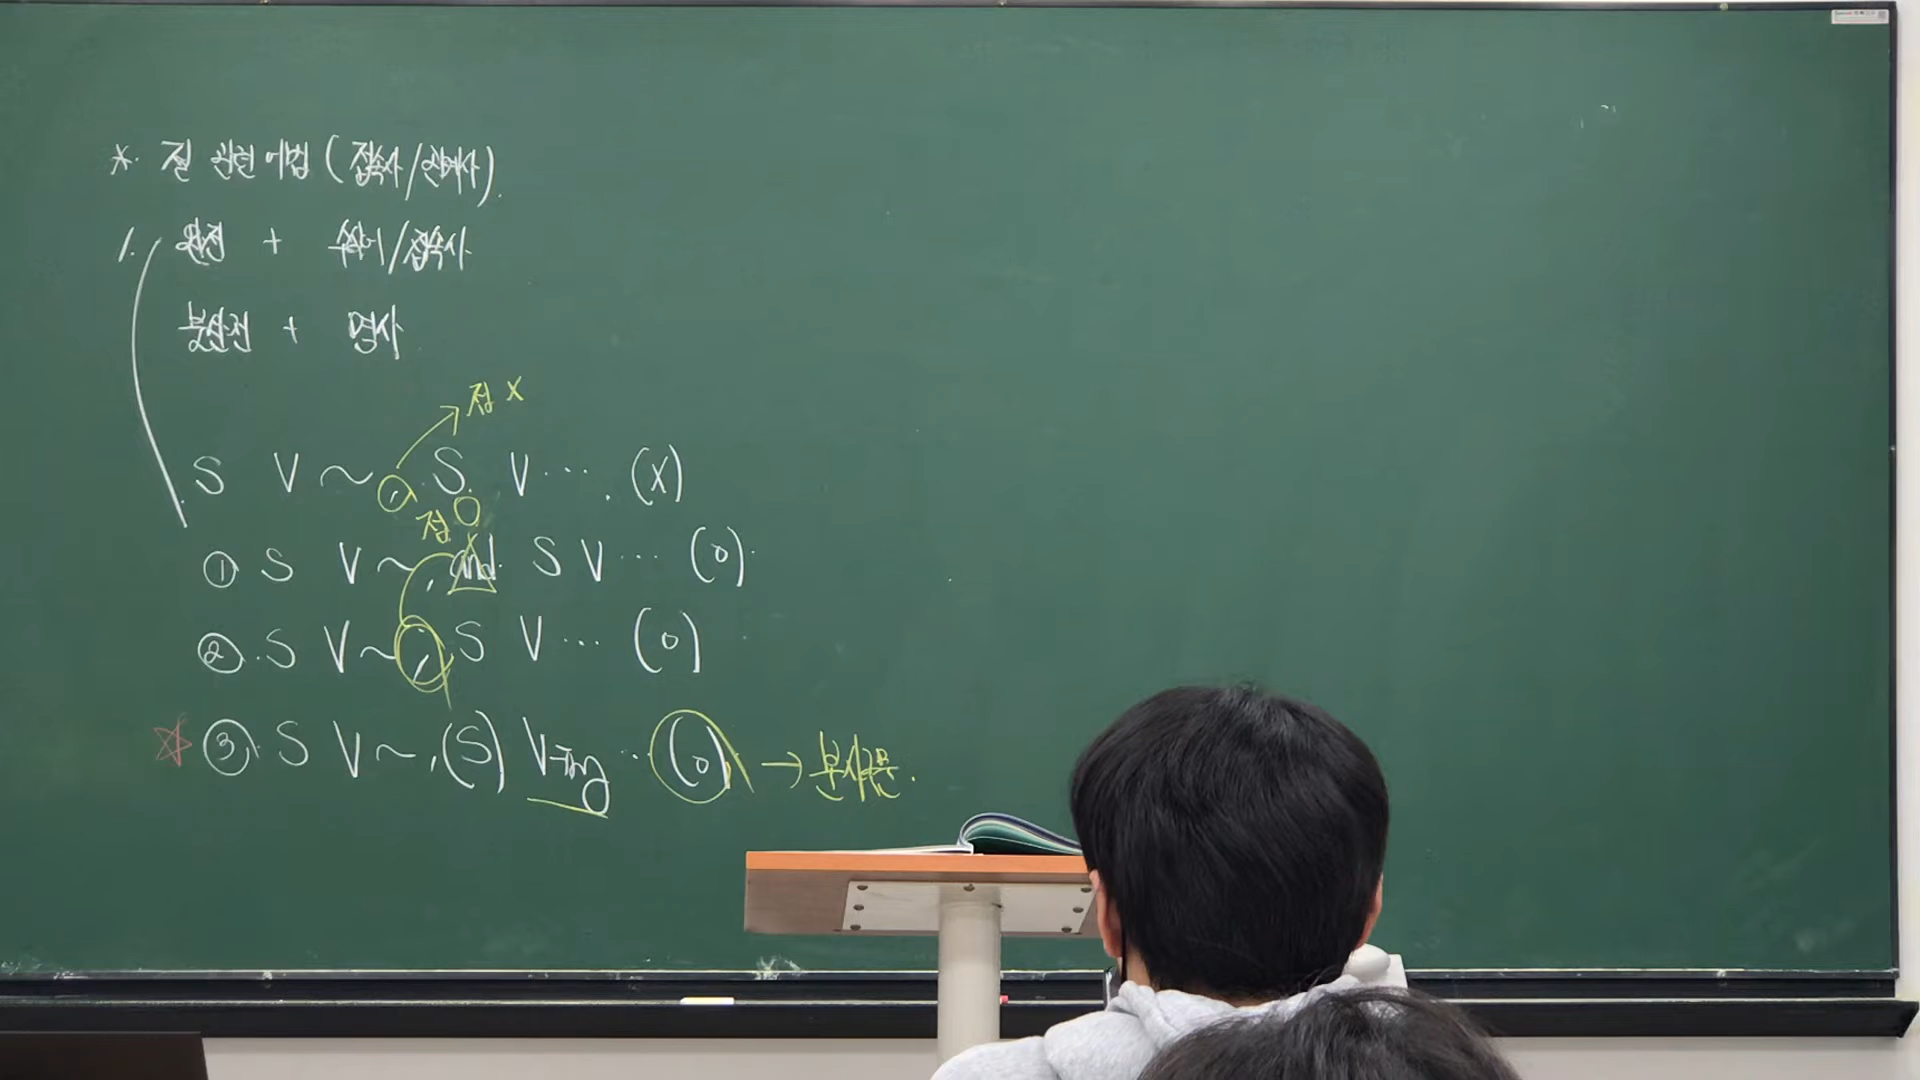 * 절 관련 어법 (접속사/관계사).
1. 완전 + 수식어/접속사
불완전 + 명사
접 X
S V ~ , S V ... . (X)
접 O
① S V ~ , and S V ... (O).
② S V ~ ; S V ... (O)
☆ ③ S V ~ , (S) V-ing ... (O) → 분사구문.